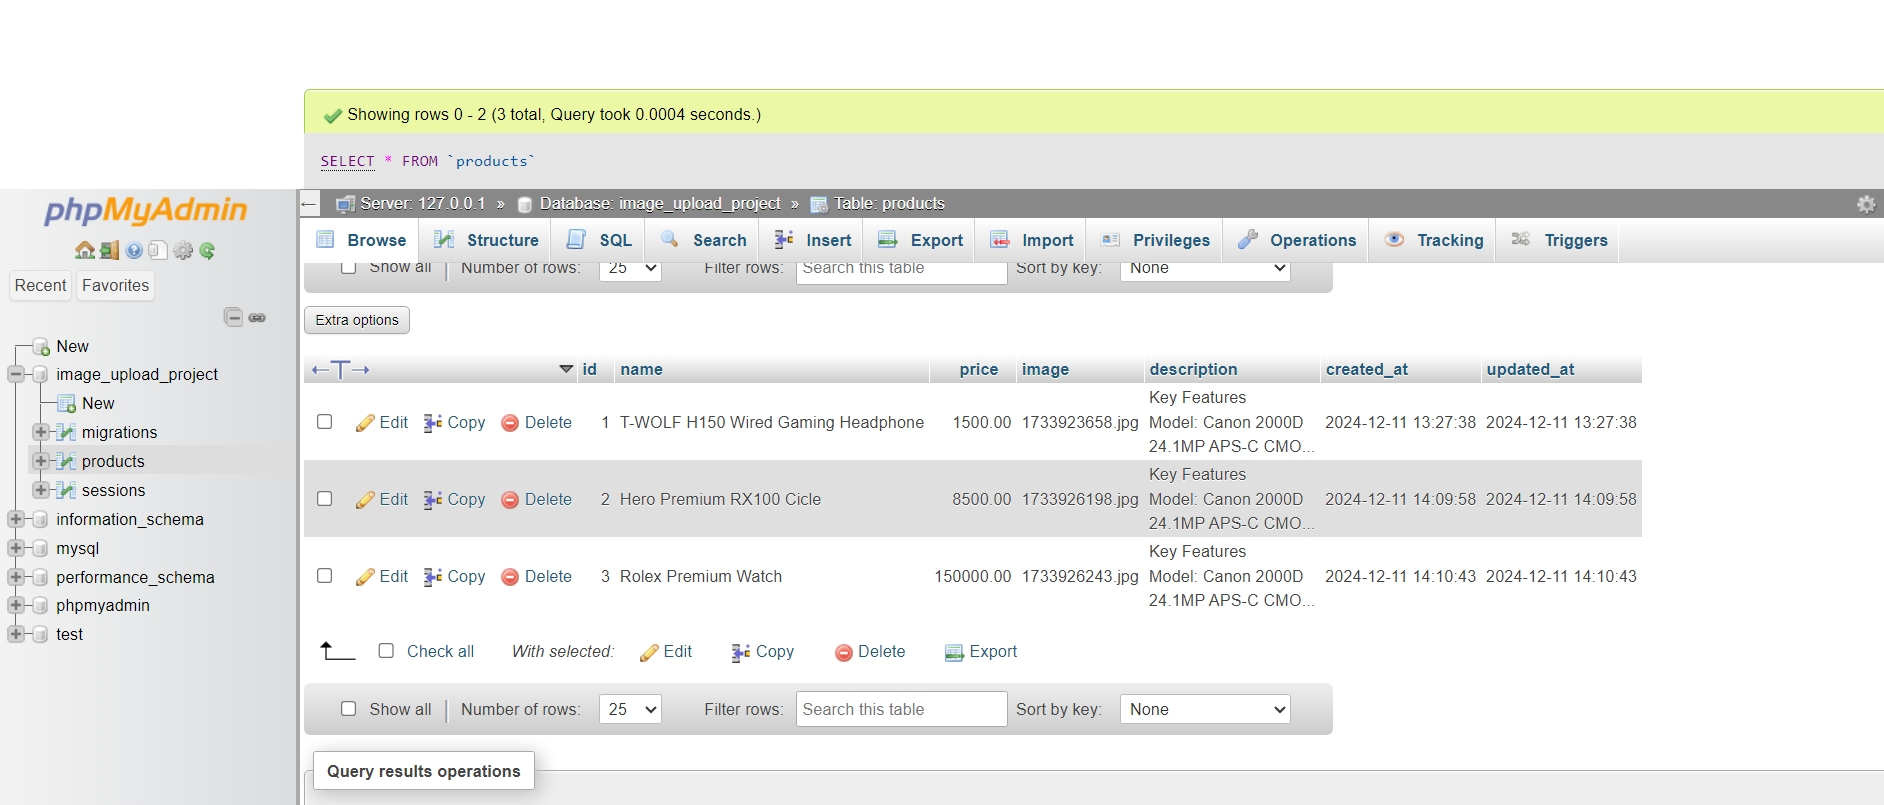 Showing rows 0 - 2 (3 total, Query took 0.0004 seconds.)
SELECT * FROM `products`
phpMyAdmin
Recent Favorites
New
image_upload_project
New
migrations
products
sessions
information_schema
mysql
performance_schema
phpmyadmin
test
Server: 127.0.0.1 » Database: image_upload_project » Table: products
Browse Structure SQL Search Insert Export Import Privileges Operations Tracking Triggers
Show all Number of rows: 25 Filter rows: Search this table Sort by key: None
Extra options
←T→ id name price image description created_at updated_at
Edit Copy Delete 1 T-WOLF H150 Wired Gaming Headphone 1500.00 1733923658.jpg Key Features
Model: Canon 2000D 2024-12-11 13:27:38 2024-12-11 13:27:38
24.1MP APS-C CMO...
Edit Copy Delete 2 Hero Premium RX100 Cicle 8500.00 1733926198.jpg Key Features
Model: Canon 2000D 2024-12-11 14:09:58 2024-12-11 14:09:58
24.1MP APS-C CMO...
Edit Copy Delete 3 Rolex Premium Watch 150000.00 1733926243.jpg Key Features
Model: Canon 2000D 2024-12-11 14:10:43 2024-12-11 14:10:43
24.1MP APS-C CMO...
Check all With selected: Edit Copy Delete Export
Show all Number of rows: 25 Filter rows: Search this table Sort by key: None
Query results operations